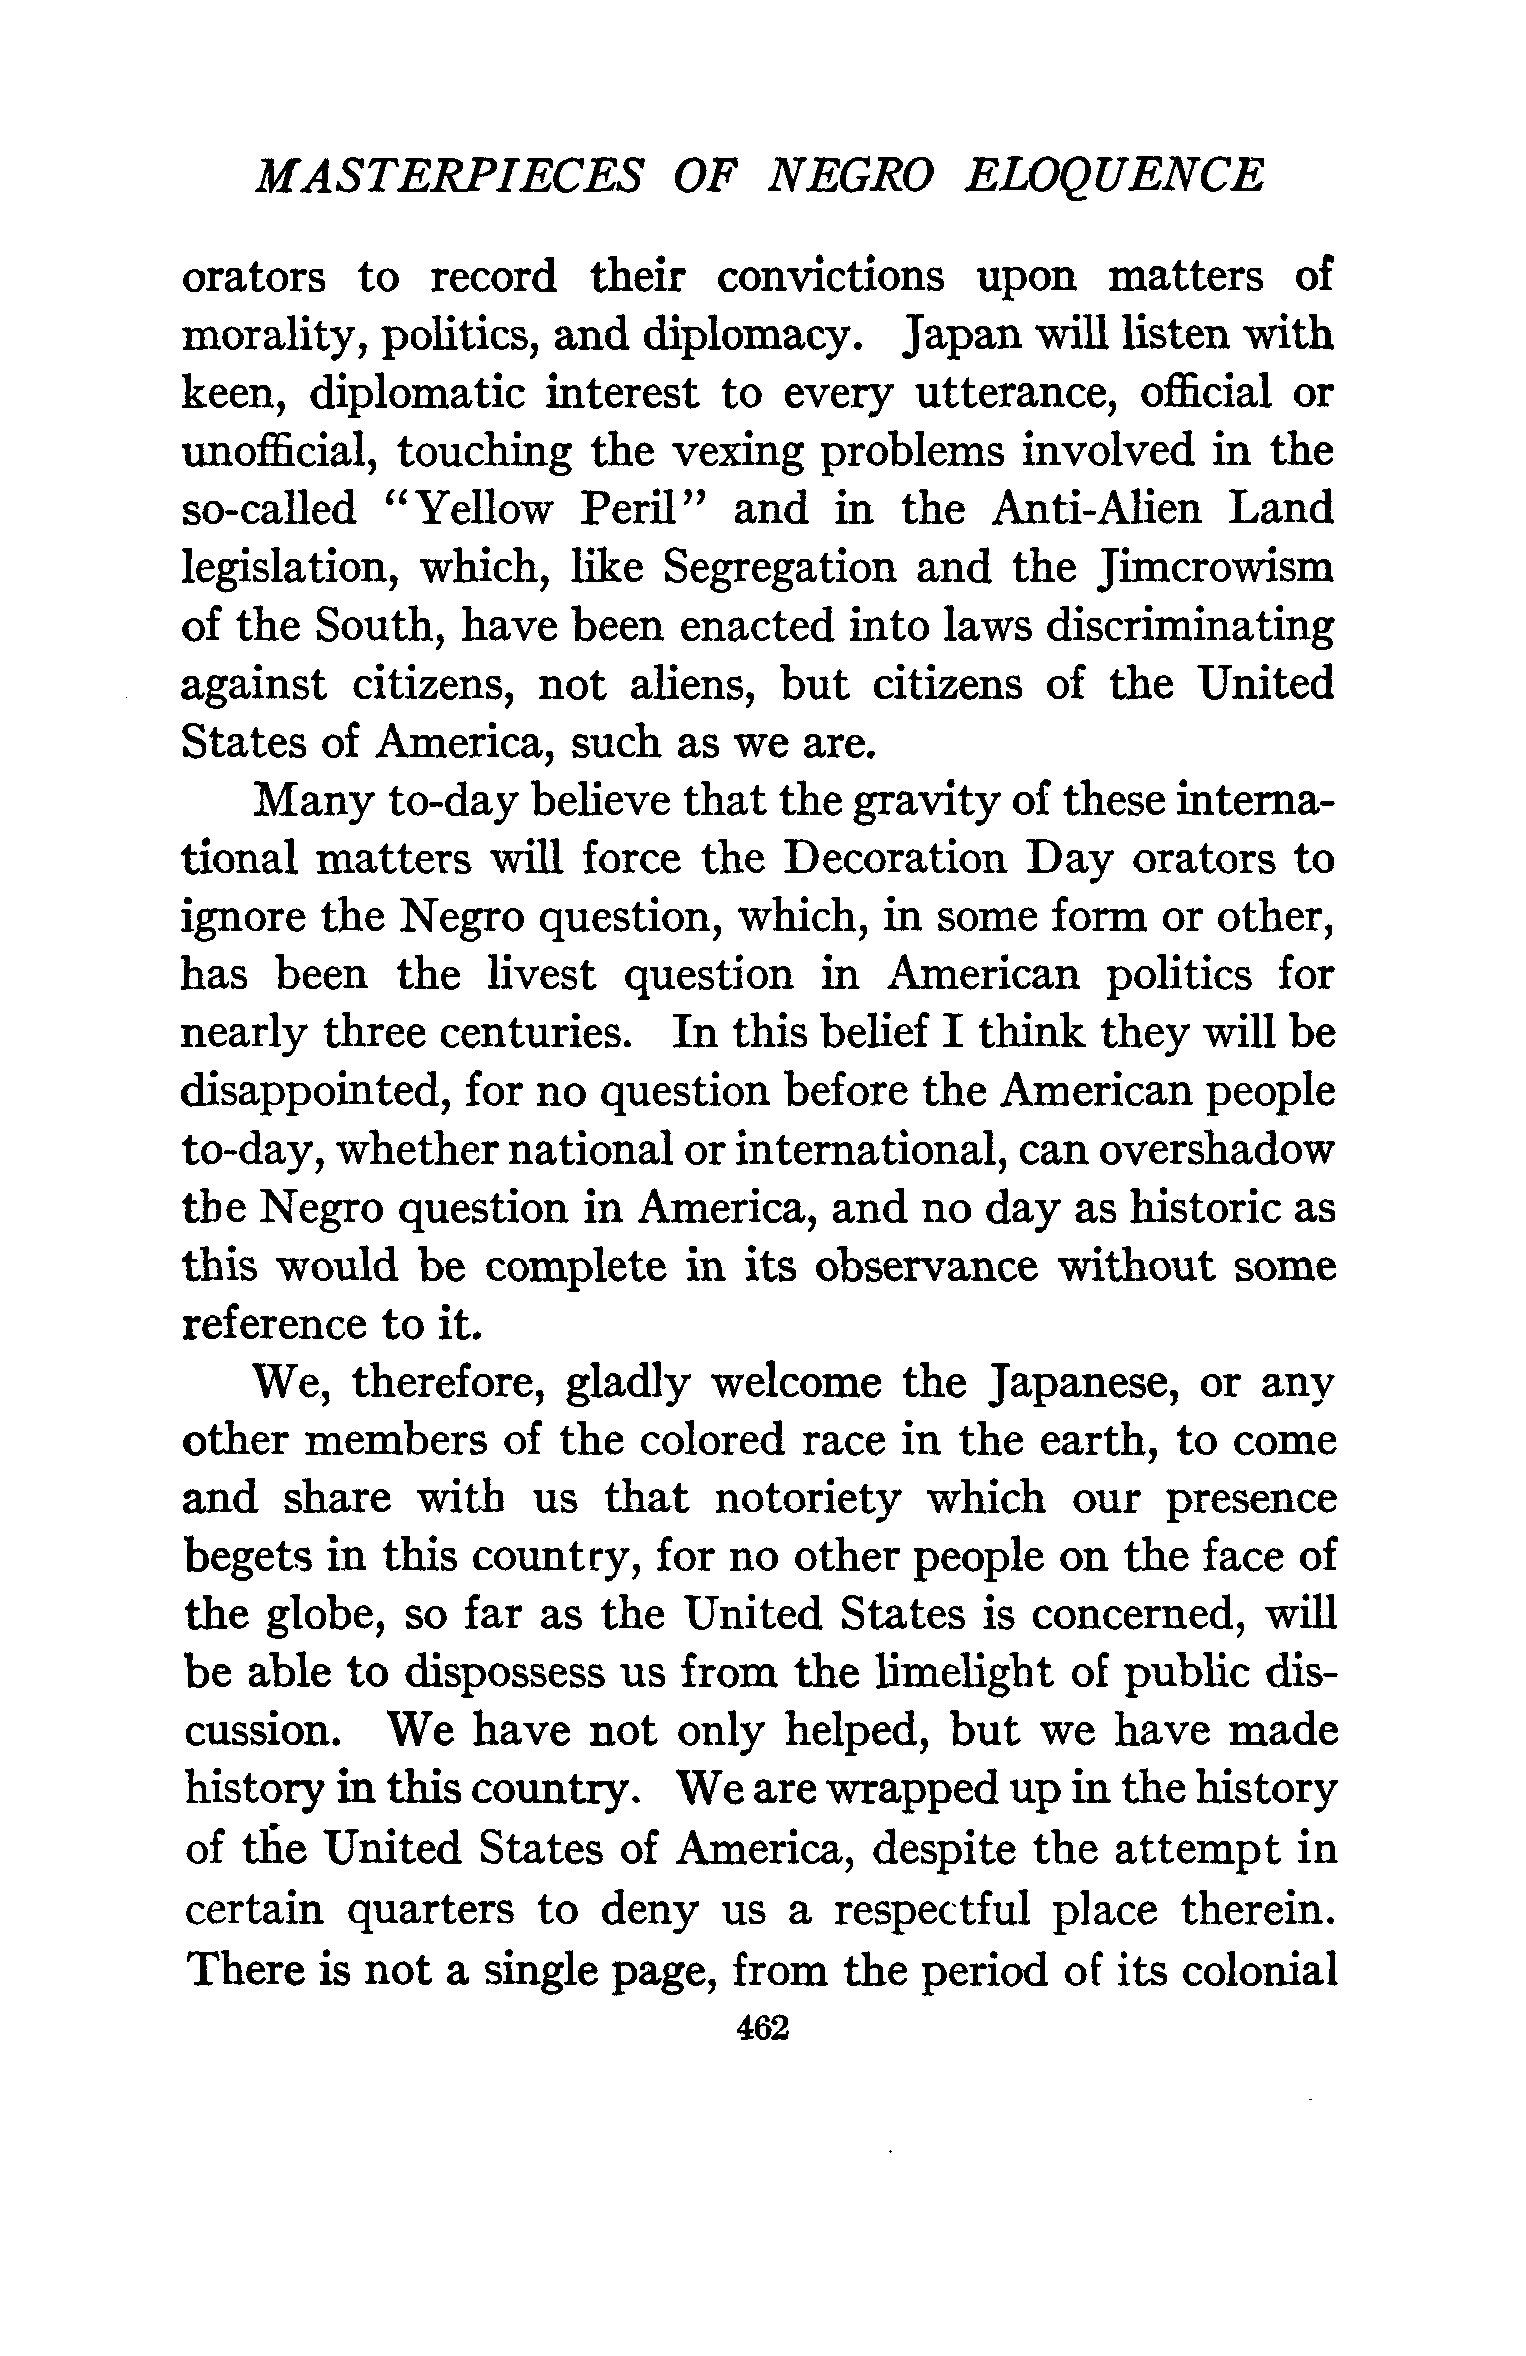 MASTERPIECES OF NEGRO ELOQUENCE
orators to record their convictions upon matters of
morality, politics, and diplomacy. Japan will listen with
keen, diplomatic interest to every utterance, official or
unofficial, touching the vexing problems involved in the
so-called “Yellow Peril” and in the Anti-Alien Land
legislation, which, like Segregation and the Jimcrowism
of the South, have been enacted into laws discriminating
against citizens, not aliens, but citizens of the United
States of America, such as we are.
Many to-day believe that the gravity of these interna-
tional matters will force the Decoration Day orators to
ignore the Negro question, which, in some form or other,
has been the livest question in American politics for
nearly three centuries. In this belief I think they will be
disappointed, for no question before the American people
to-day, whether national or international, can overshadow
the Negro question in America, and no day as historic as
this would be complete in its observance without some
reference to it.
We, therefore, gladly welcome the Japanese, or any
other members of the colored race in the earth, to come
and share with us that notoriety which our presence
begets in this country, for no other people on the face of
the globe, so far as the United States is concerned, will
be able to dispossess us from the limelight of public dis-
cussion. We have not only helped, but we have made
history in this country. We are wrapped up in the history
of the United States of America, despite the attempt in
certain quarters to deny us a respectful place therein.
There is not a single page, from the period of its colonial
462